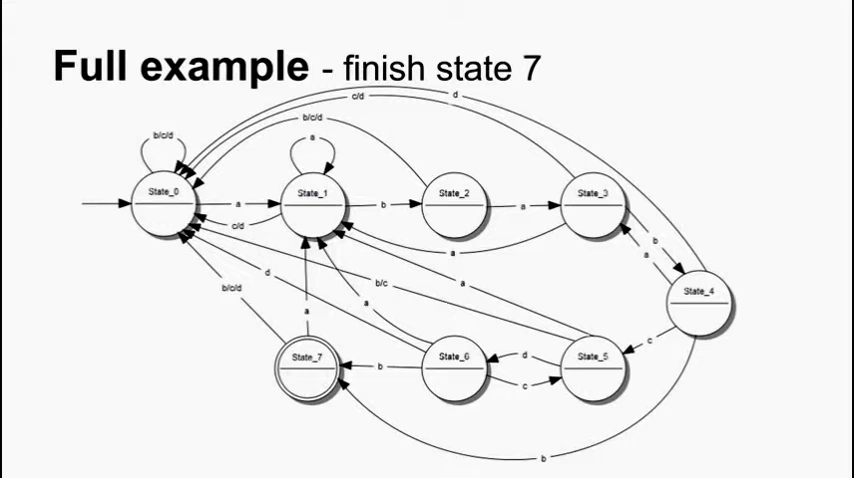 Full example - finish state 7
d
c/d
b/c/d
b/c/d
a
State_0
State_1
State_2
State_3
a
b
a
c/d
b
a
a
d
b/c
a
State_4
b/c/d
a
a
c
State_7
State_6
State_5
d
b
c
b